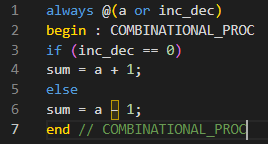 1 always @(a or inc_dec)
2 begin : COMBINATIONAL_PROC
3 if (inc_dec == 0)
4 sum = a + 1;
5 else
6 sum = a – 1;
7 end // COMBINATIONAL_PROC